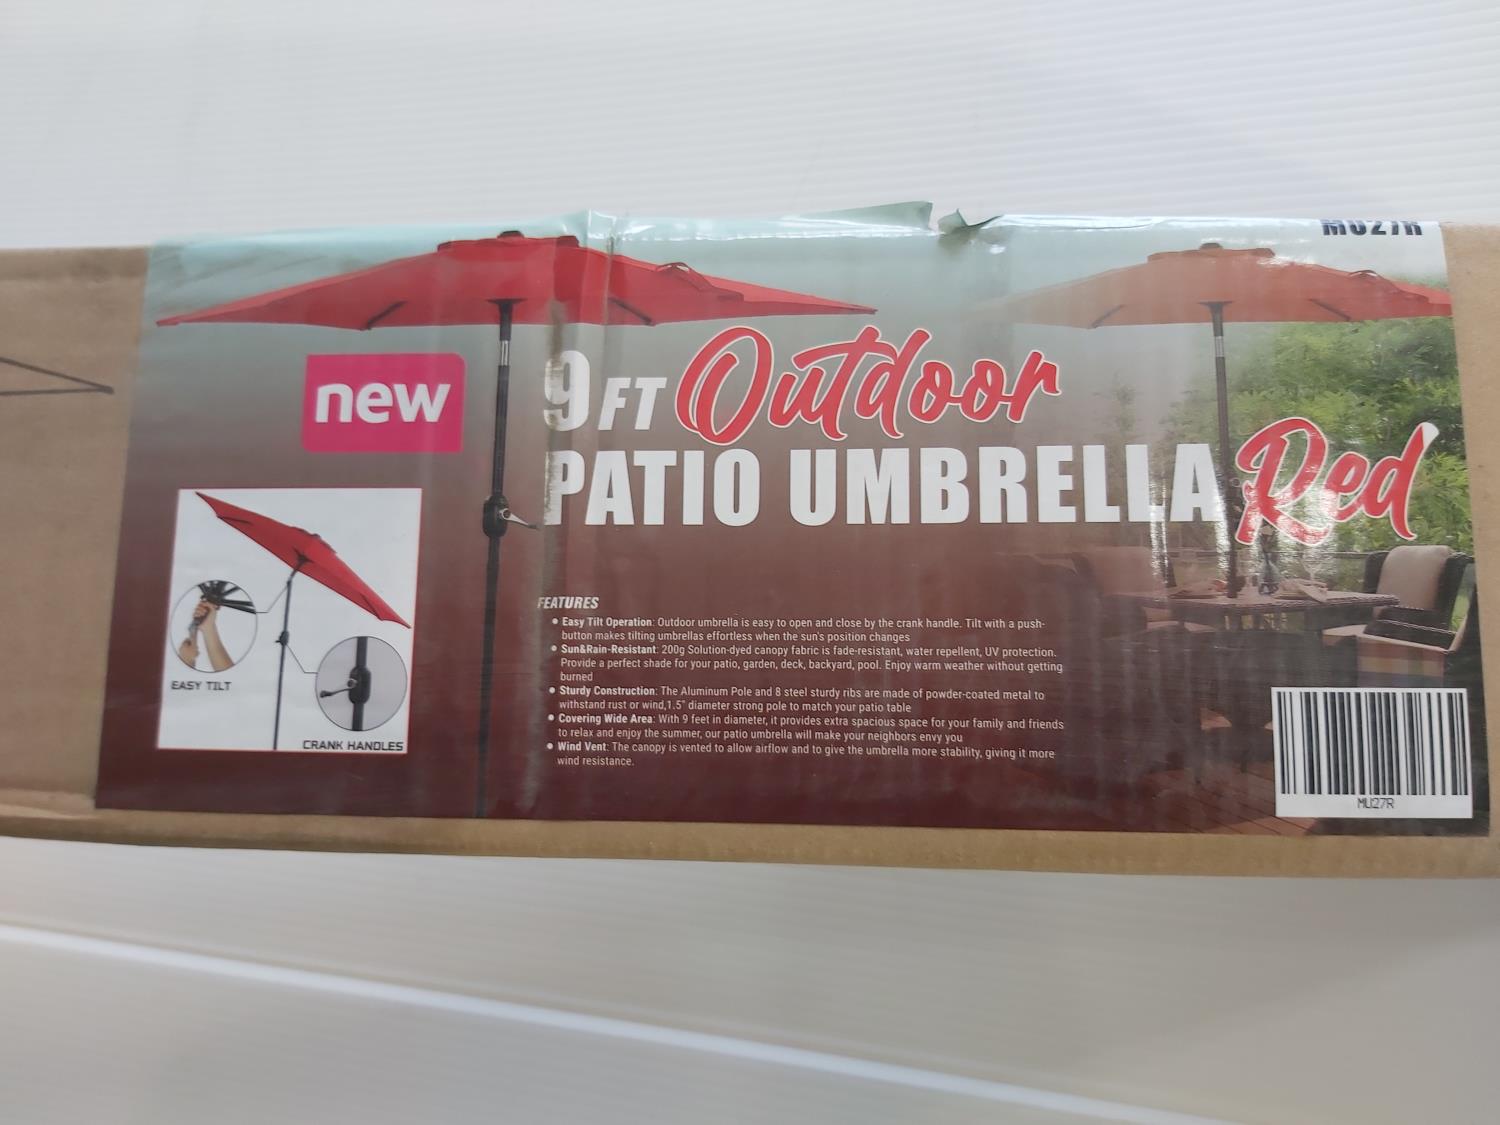 MU27R
new
9FT Outdoor
PATIO UMBRELLA Red
EASY TILT
CRANK HANDLES
FEATURES
● Easy Tilt Operation: Outdoor umbrella is easy to open and close by the crank handle. Tilt with a push-
button makes tilting umbrellas effortless when the sun's position changes
● Sun&Rain-Resistant: 200g Solution-dyed canopy fabric is fade-resistant, water repellent, UV protection.
Provide a perfect shade for your patio, garden, deck, backyard, pool. Enjoy warm weather without getting
burned
● Sturdy Construction: The Aluminum Pole and 8 steel sturdy ribs are made of powder-coated metal to
withstand rust or wind,1.5" diameter strong pole to match your patio table
● Covering Wide Area: With 9 feet in diameter, it provides extra spacious space for your family and friends
to relax and enjoy the summer, our patio umbrella will make your neighbors envy you
● Wind Vent: The canopy is vented to allow airflow and to give the umbrella more stability, giving it more
wind resistance.
MU27R